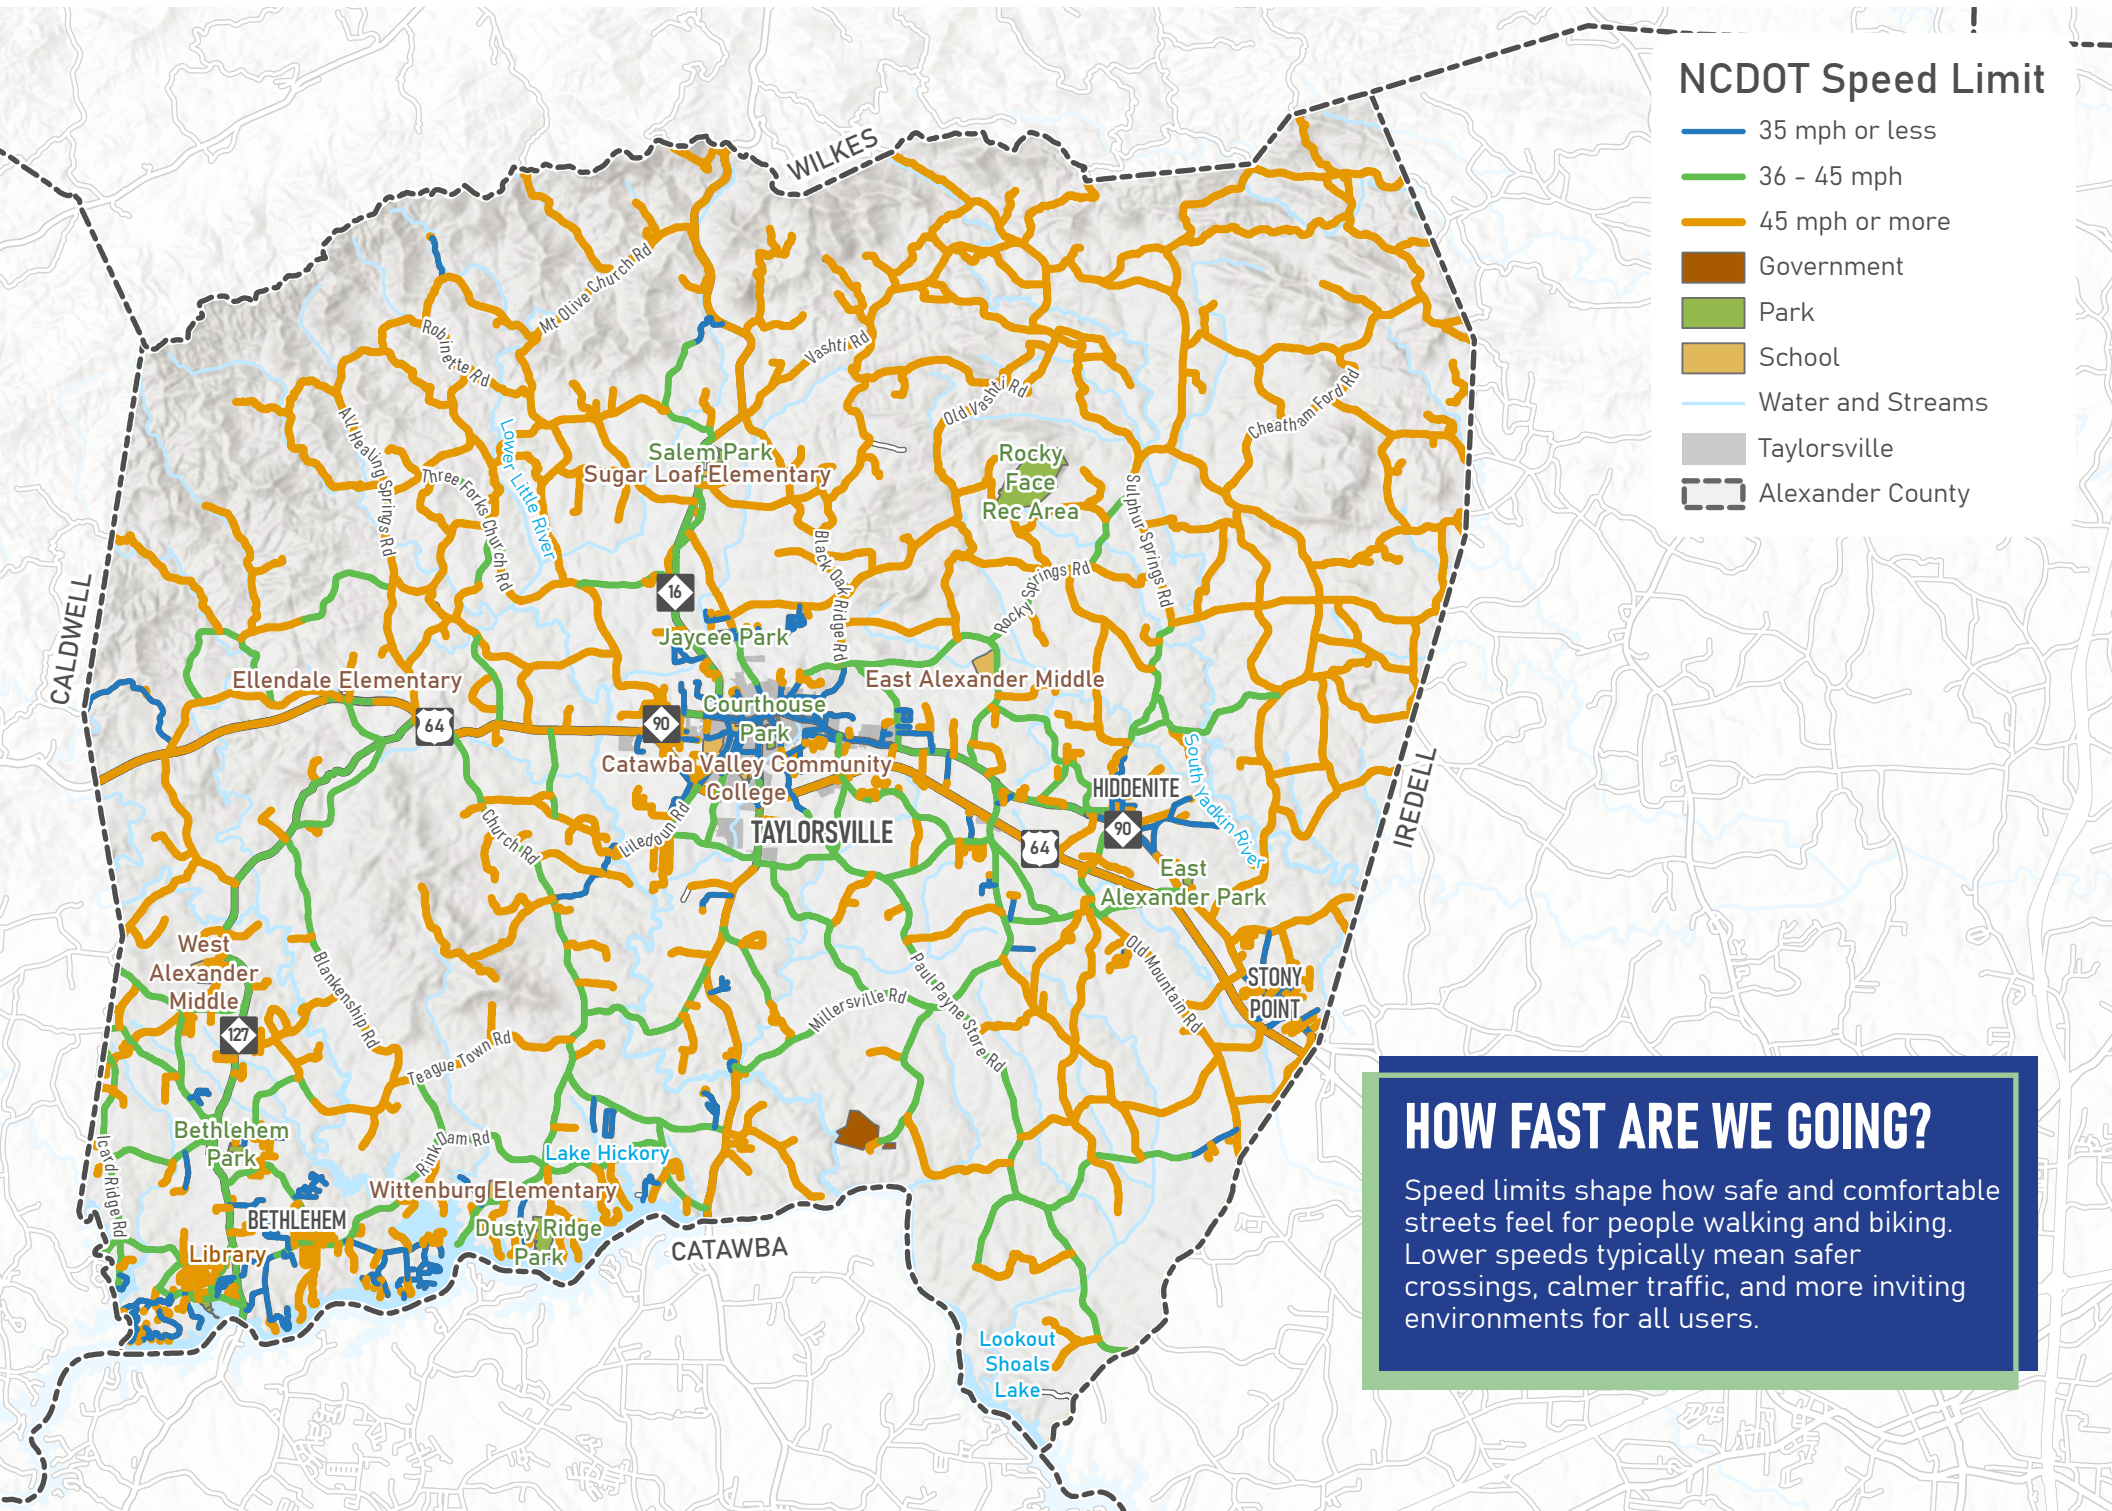 NCDOT Speed Limit
35 mph or less
36 - 45 mph
45 mph or more
Government
Park
School
Water and Streams
Taylorsville
Alexander County
WILKES
CALDWELL
IREDELL
CATAWBA
Mt Olive Church Rd
Robinette Rd
Vashti Rd
Old Vashti Rd
Cheatham Ford Rd
All Healing Springs Rd
Three Forks Church Rd
Lower Little River
Salem Park
Sugar Loaf Elementary
Rocky
Face
Rec Area
Sulphur Springs Rd
Black Oak Ridge Rd
Rocky Springs Rd
16
Jaycee Park
Ellendale Elementary
East Alexander Middle
64
90
Courthouse
Park
Catawba Valley Community
College
South Yadkin River
HIDDENITE
90
64
TAYLORSVILLE
Liledoun Rd
Church Rd
East
Alexander Park
West
Alexander
Middle
Blankenship Rd
Old Mountain Rd
STONY
POINT
Paul Payne Store Rd
Millersville Rd
127
Teague Town Rd
Bethlehem
Park
Icard Ridge Rd
Rink Dam Rd
Lake Hickory
Wittenburg Elementary
BETHLEHEM
Dusty Ridge
Park
Library
Lookout
Shoals
Lake
HOW FAST ARE WE GOING?
Speed limits shape how safe and comfortable
streets feel for people walking and biking.
Lower speeds typically mean safer
crossings, calmer traffic, and more inviting
environments for all users.